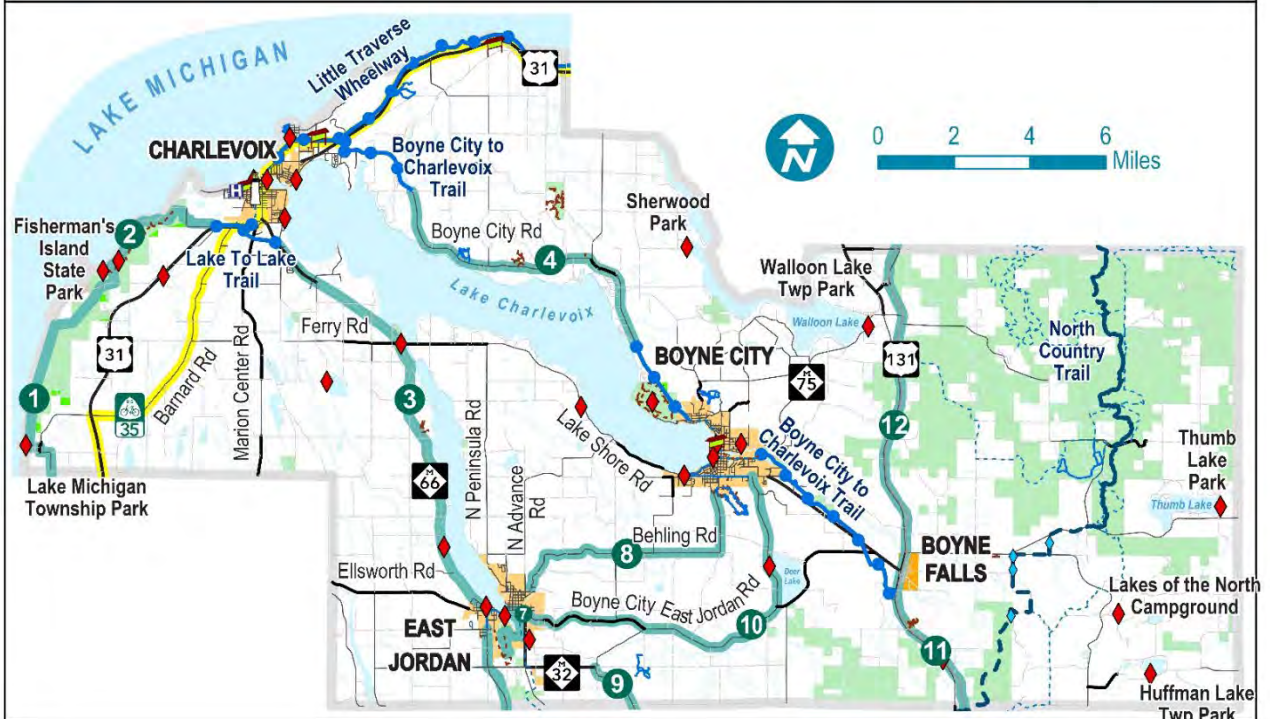 LAKE MICHIGAN
Little Traverse
Wheelway
31
CHARLEVOIX
Boyne City to
Charlevoix
Trail
N
0 2 4 6
Miles
Fisherman's
Island
State
Park
2
Lake To Lake
Trail
Boyne City Rd
4
Sherwood
Park
Walloon Lake
Twp Park
Walloon Lake
North
Country
Trail
Lake Charlevoix
31
Barnard Rd
35
Marion Center Rd
Ferry Rd
BOYNE CITY
M
75
131
1
3
12
Lake Michigan
Township Park
M
66
N Peninsula Rd
N Advance
Rd
Lake Shore Rd
Boyne City to
Charlevoix Trail
Thumb
Lake
Park
Thumb Lake
8
Behling Rd
BOYNE
FALLS
Ellsworth Rd
Deer
Lake
Boyne City East Jordan Rd
10
Lakes of the North
Campground
7
EAST
JORDAN
M
32
9
11
Huffman Lake
Twp Park